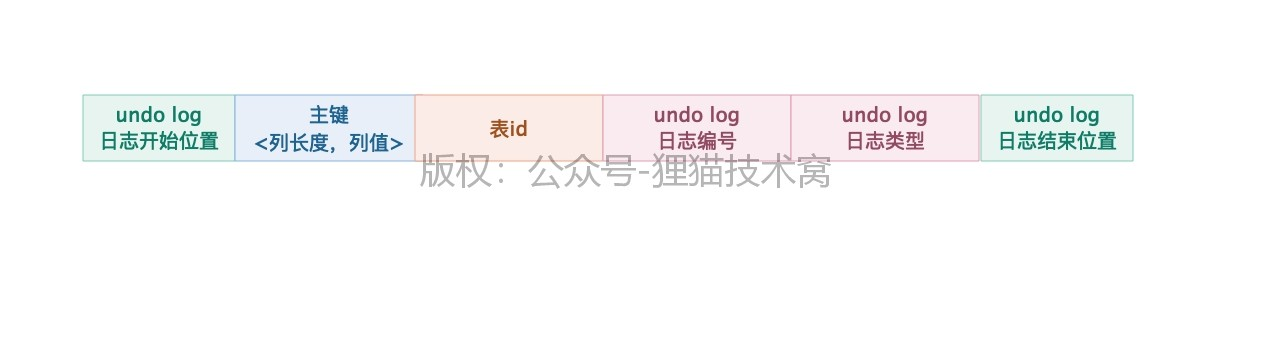 undo log
日志开始位置
主键
<列长度，列值>
表id
undo log
日志编号
undo log
日志类型
undo log
日志结束位置
版权：公众号-狸猫技术窝